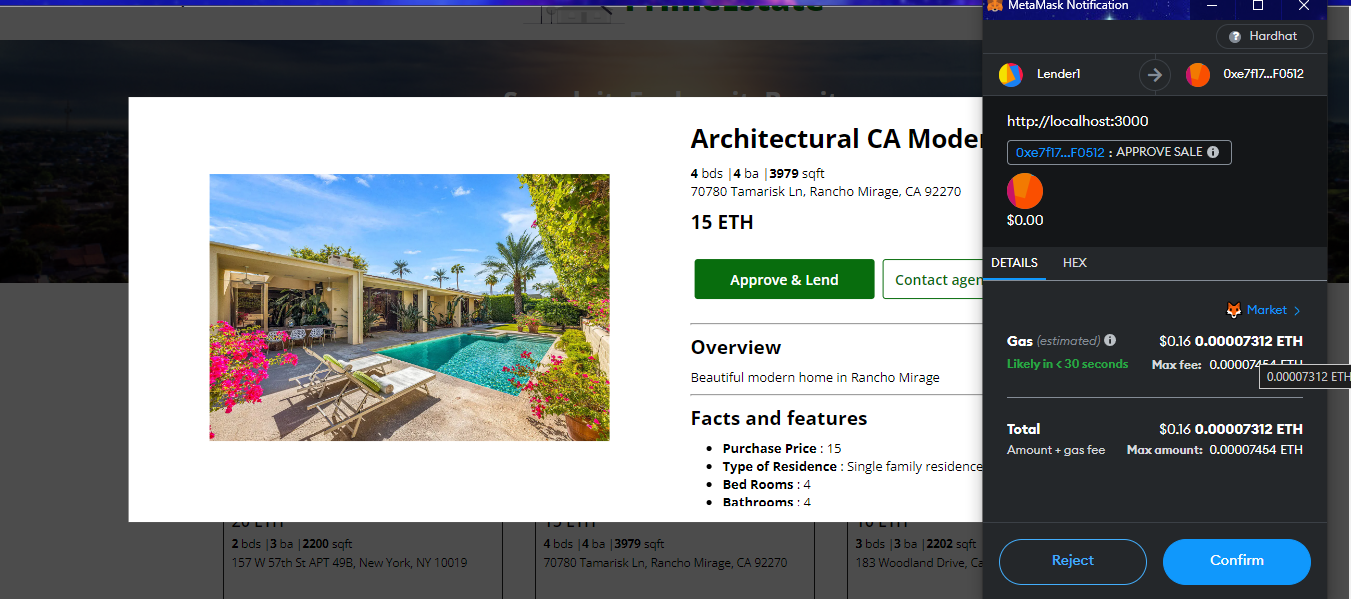 PrimeEstate
MetaMask Notification
Hardhat
Lender1
0xe7f17...F0512
http://localhost:3000
0xe7f17...F0512 : APPROVE SALE
$0.00
DETAILS
HEX
Market >
Gas (estimated) $0.16 0.00007312 ETH
Likely in < 30 seconds Max fee: 0.00007454 ETH
0.00007312 ETH
Total $0.16 0.00007312 ETH
Amount + gas fee Max amount: 0.00007454 ETH
Reject
Confirm
Architectural CA Moder
4 bds |4 ba |3979 sqft
70780 Tamarisk Ln, Rancho Mirage, CA 92270
15 ETH
Approve & Lend
Contact agen
Overview
Beautiful modern home in Rancho Mirage
Facts and features
Purchase Price : 15
Type of Residence : Single family residence
Bed Rooms : 4
Bathrooms : 4
20 ETH
2 bds |3 ba |2200 sqft
157 W 57th St APT 49B, New York, NY 10019
15 ETH
4 bds |4 ba |3979 sqft
70780 Tamarisk Ln, Rancho Mirage, CA 92270
10 ETH
3 bds |3 ba |2202 sqft
183 Woodland Drive, Ca